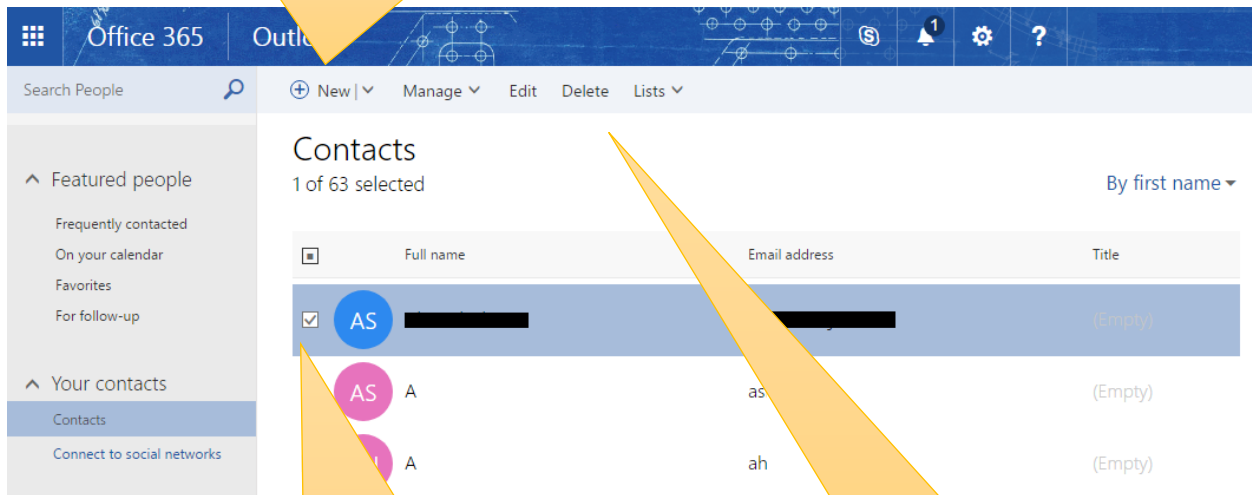 Office 365 Outlo
1
?
Search People
New
Manage
Edit
Delete
Lists
Contacts
1 of 63 selected
By first name
Featured people
Frequently contacted
On your calendar
Favorites
For follow-up
Full name Email address Title
AS (Empty)
Your contacts
Contacts
Connect to social networks
AS A as (Empty)
A ah (Empty)